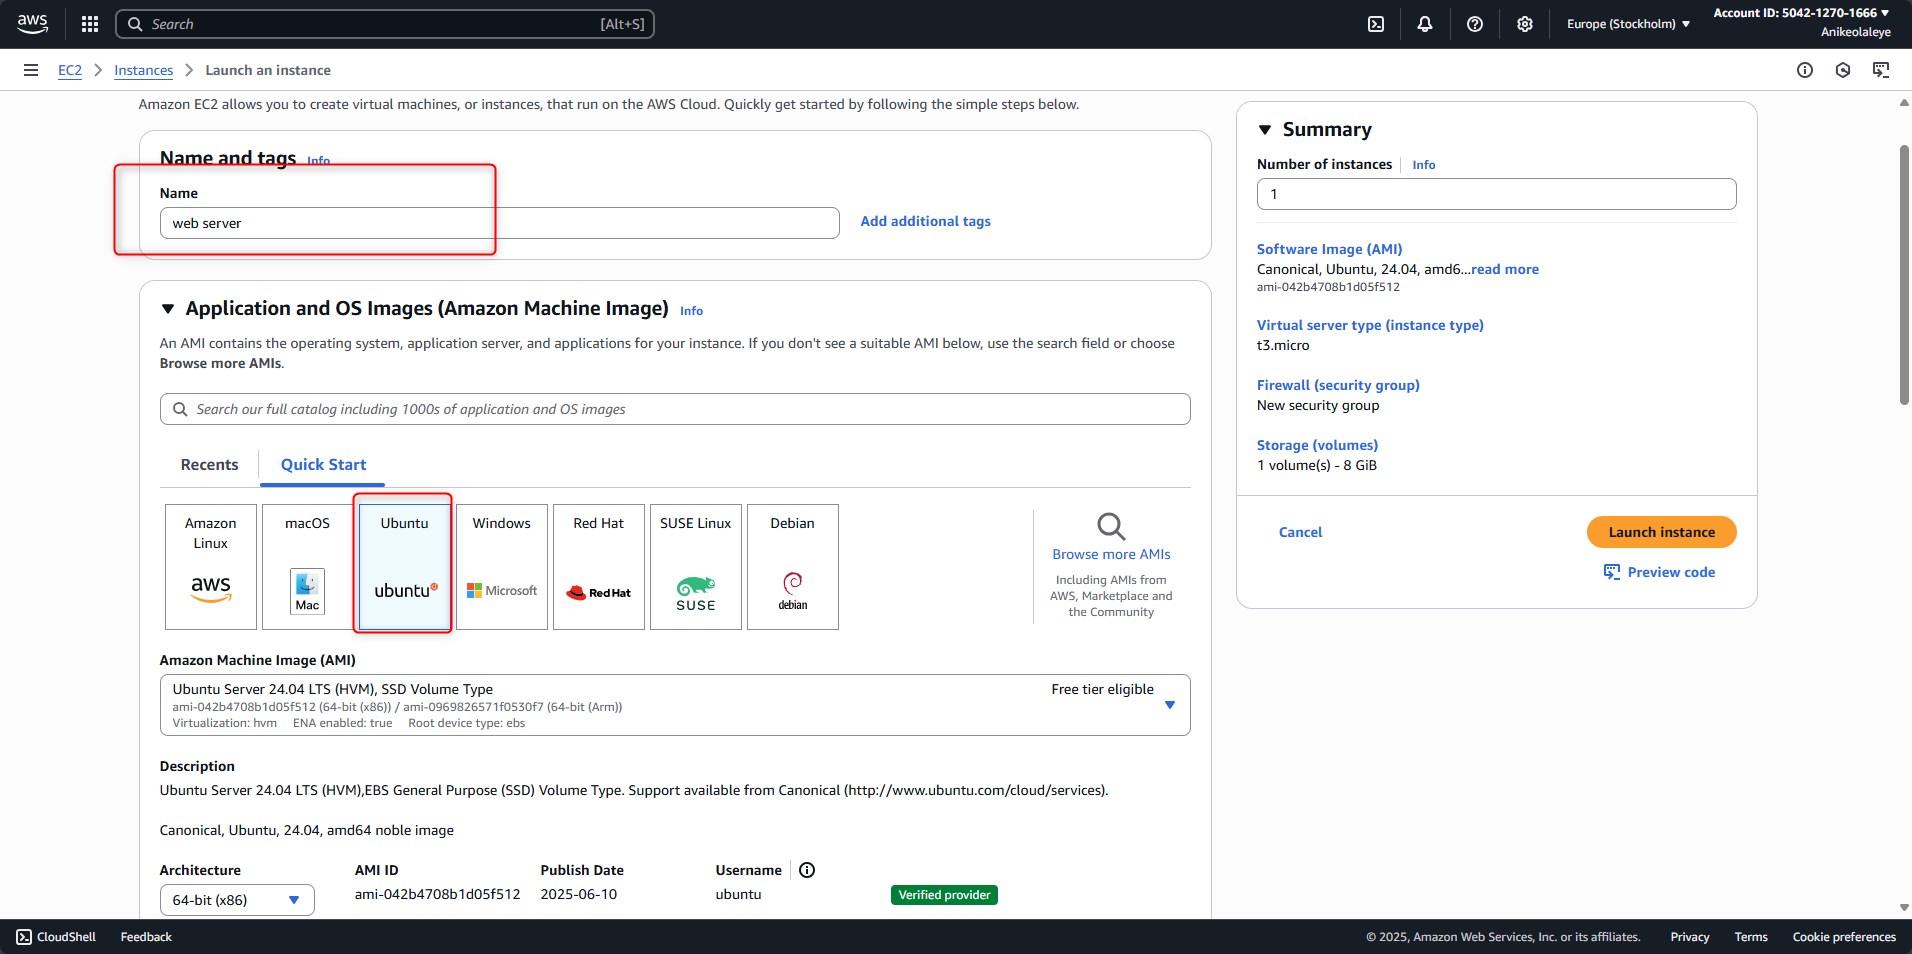 aws
Search [Alt+S]
Europe (Stockholm)
Account ID: 5042-1270-1666
Anikeolaleye
EC2 > Instances > Launch an instance
Amazon EC2 allows you to create virtual machines, or instances, that run on the AWS Cloud. Quickly get started by following the simple steps below.
Name and tags Info
Name
web server
Add additional tags
Application and OS Images (Amazon Machine Image) Info
An AMI contains the operating system, application server, and applications for your instance. If you don't see a suitable AMI below, use the search field or choose
Browse more AMIs.
Search our full catalog including 1000s of application and OS images
Recents
Quick Start
Amazon
Linux
aws
macOS
Mac
Ubuntu
ubuntu
Windows
Microsoft
Red Hat
Red Hat
SUSE Linux
SUSE
Debian
debian
Browse more AMIs
Including AMIs from
AWS, Marketplace and
the Community
Amazon Machine Image (AMI)
Ubuntu Server 24.04 LTS (HVM), SSD Volume Type
Free tier eligible
ami-042b4708b1d05f512 (64-bit (x86)) / ami-0969826571f0530f7 (64-bit (Arm))
Virtualization: hvm ENA enabled: true Root device type: ebs
Description
Ubuntu Server 24.04 LTS (HVM),EBS General Purpose (SSD) Volume Type. Support available from Canonical (http://www.ubuntu.com/cloud/services).
Canonical, Ubuntu, 24.04, amd64 noble image
Architecture
64-bit (x86)
AMI ID
ami-042b4708b1d05f512
Publish Date
2025-06-10
Username
ubuntu
Verified provider
Summary
Number of instances Info
1
Software Image (AMI)
Canonical, Ubuntu, 24.04, amd6...read more
ami-042b4708b1d05f512
Virtual server type (instance type)
t3.micro
Firewall (security group)
New security group
Storage (volumes)
1 volume(s) - 8 GiB
Cancel
Launch instance
Preview code
CloudShell Feedback
© 2025, Amazon Web Services, Inc. or its affiliates. Privacy Terms Cookie preferences